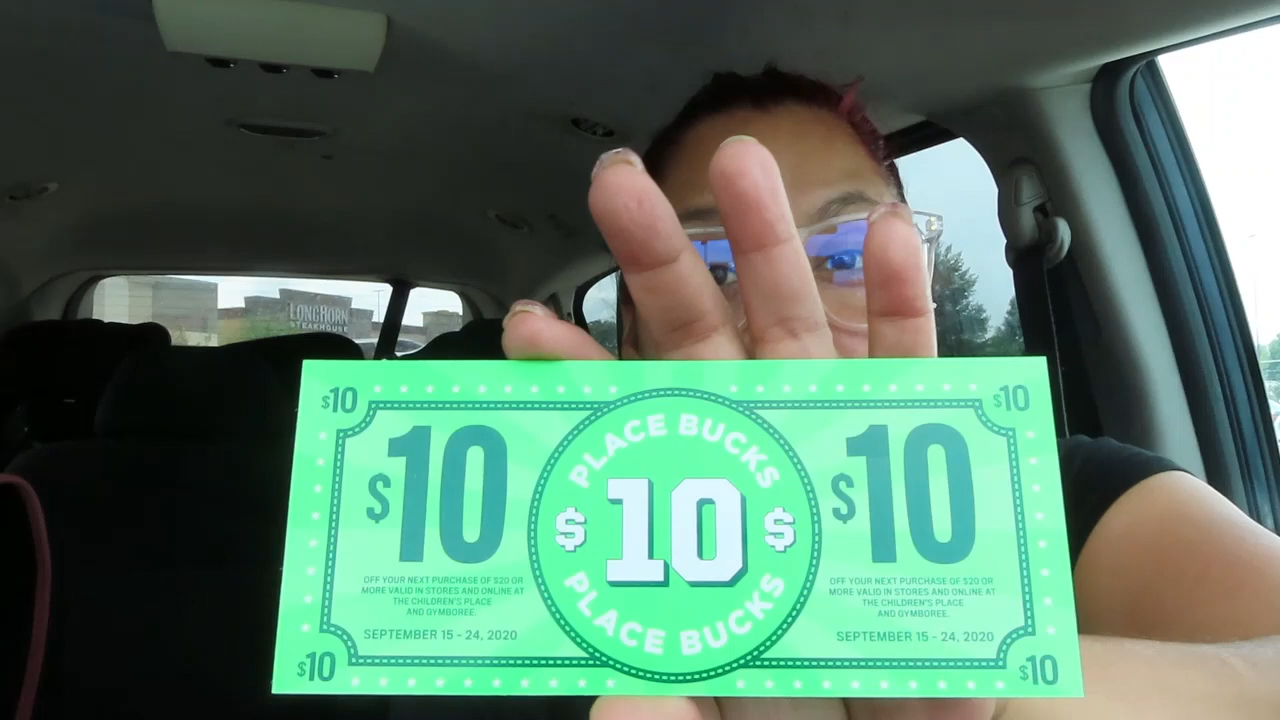 LONGHORN
STEAKHOUSE
$10
$10
$10
PLACE BUCKS
$10
$10$
PLACE BUCKS
OFF YOUR NEXT PURCHASE OF $20 OR
MORE VALID IN STORES AND ONLINE AT
THE CHILDREN'S PLACE
AND GYMBOREE.
SEPTEMBER 15 - 24, 2020
OFF YOUR NEXT PURCHASE OF $20 OR
MORE VALID IN STORES AND ONLINE AT
THE CHILDREN'S PLACE
AND GYMBOREE.
SEPTEMBER 15 - 24, 2020
$10
$10